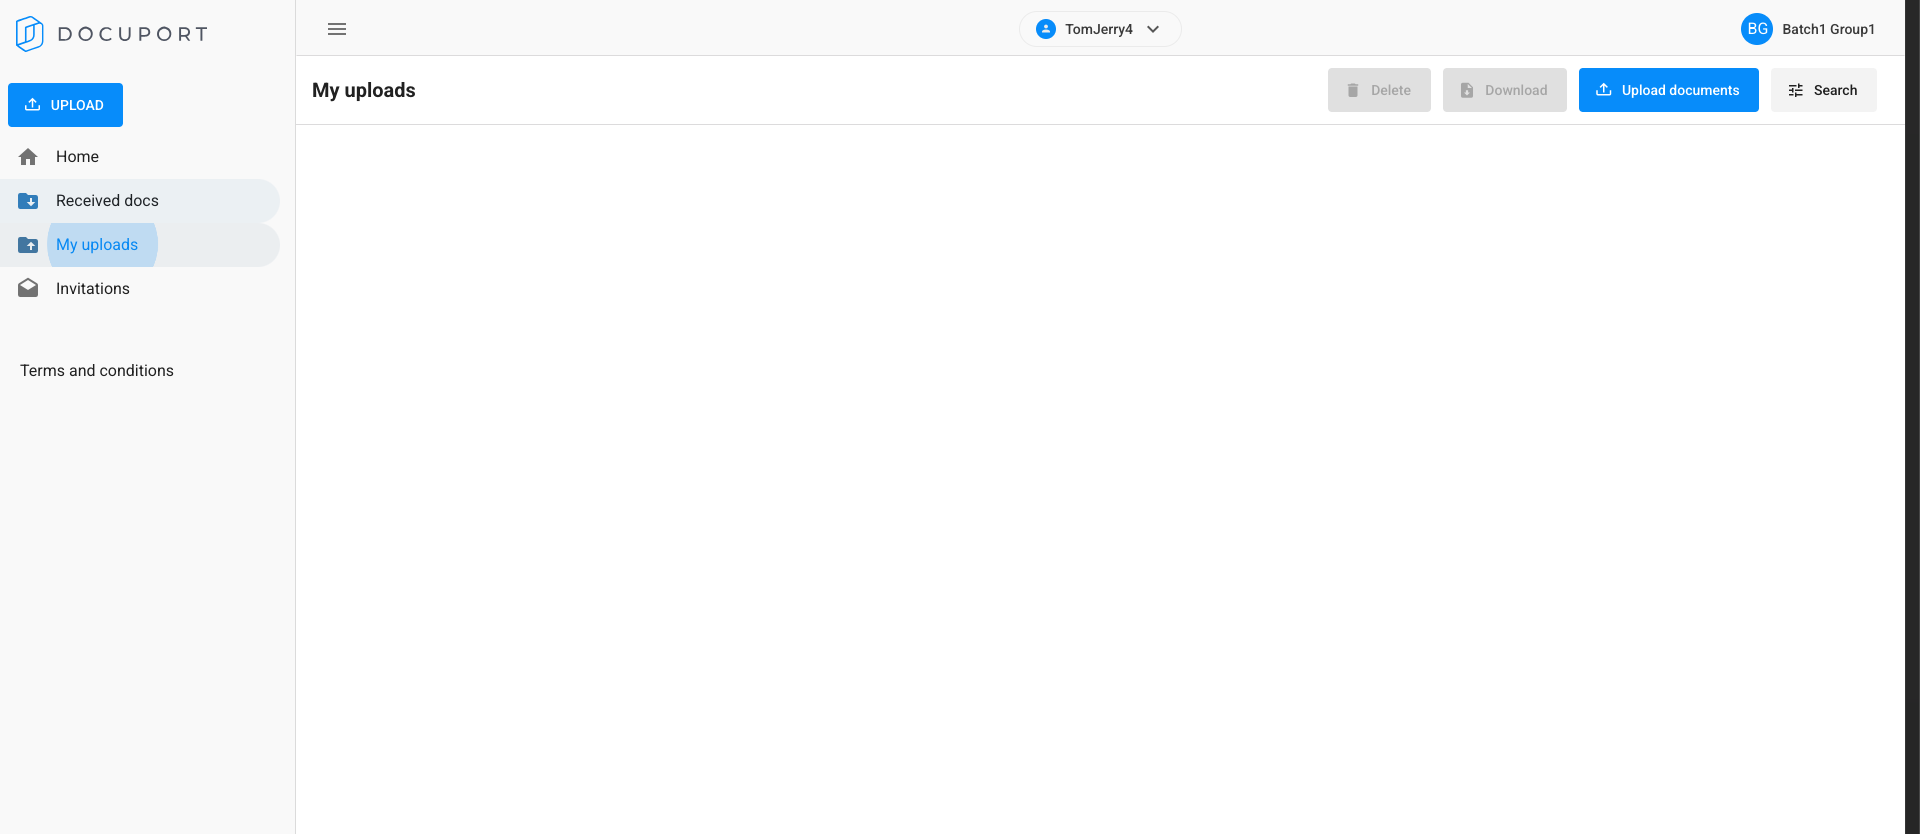 DOCUPORT
TomJerry4
BG Batch1 Group1
UPLOAD
Home
Received docs
My uploads
Invitations
Terms and conditions
My uploads
Delete
Download
Upload documents
Search